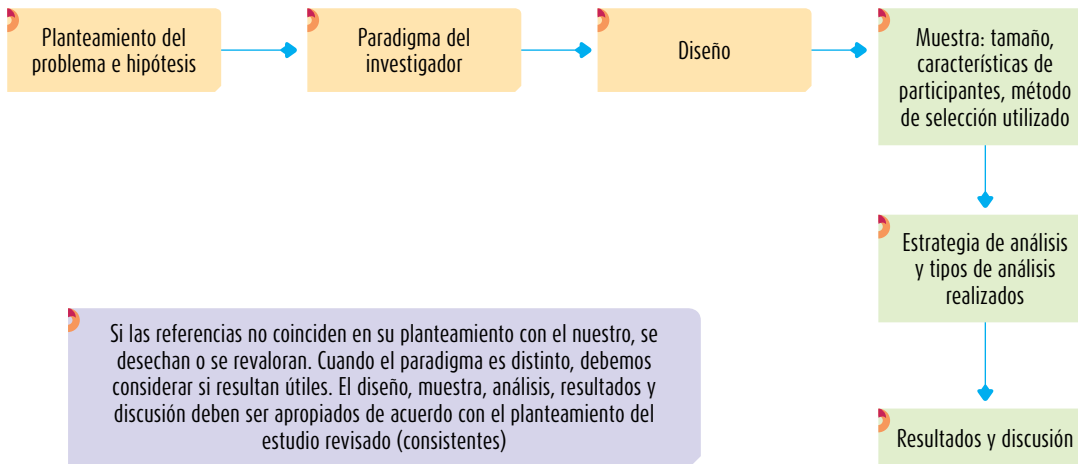 Planteamiento del
problema e hipótesis
Paradigma del
investigador
Diseño
Muestra: tamaño,
características de
participantes, método
de selección utilizado
Estrategia de análisis
y tipos de análisis
realizados
Resultados y discusión
Si las referencias no coinciden en su planteamiento con el nuestro, se
desechan o se revaloran. Cuando el paradigma es distinto, debemos
considerar si resultan útiles. El diseño, muestra, análisis, resultados y
discusión deben ser apropiados de acuerdo con el planteamiento del
estudio revisado (consistentes)